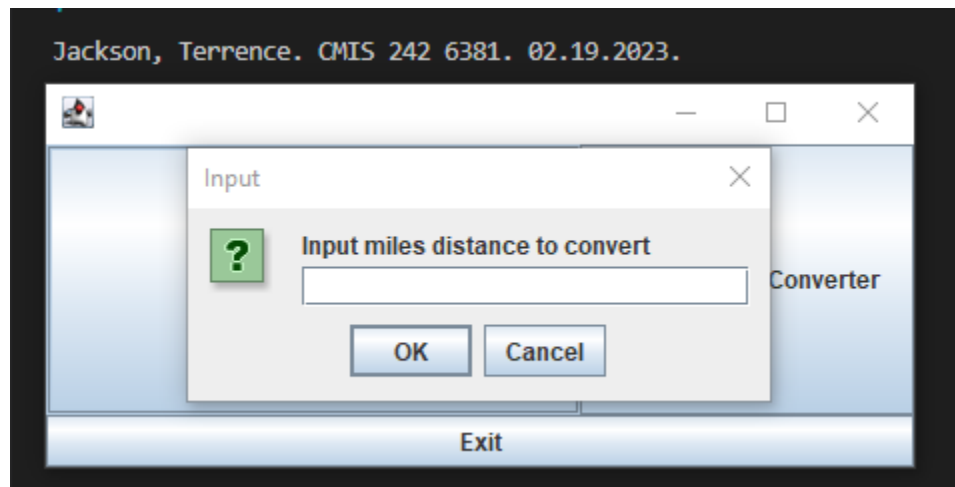 Jackson, Terrence. CMIS 242 6381. 02.19.2023.
Input
?
Input miles distance to convert
Converter
OK Cancel
Exit